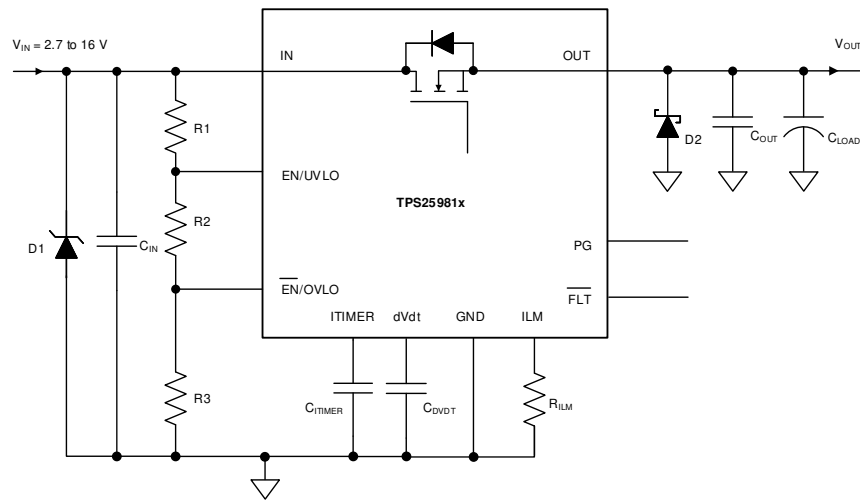 V_IN = 2.7 to 16 V
IN
OUT
V_OUT
R1
D2
C_OUT
C_LOAD
EN/UVLO
TPS25981x
R2
D1
C_IN
PG
EN/OVLO
FLT
ITIMER
dVdt
GND
ILM
R3
C_ITIMER
C_DVDT
R_ILM